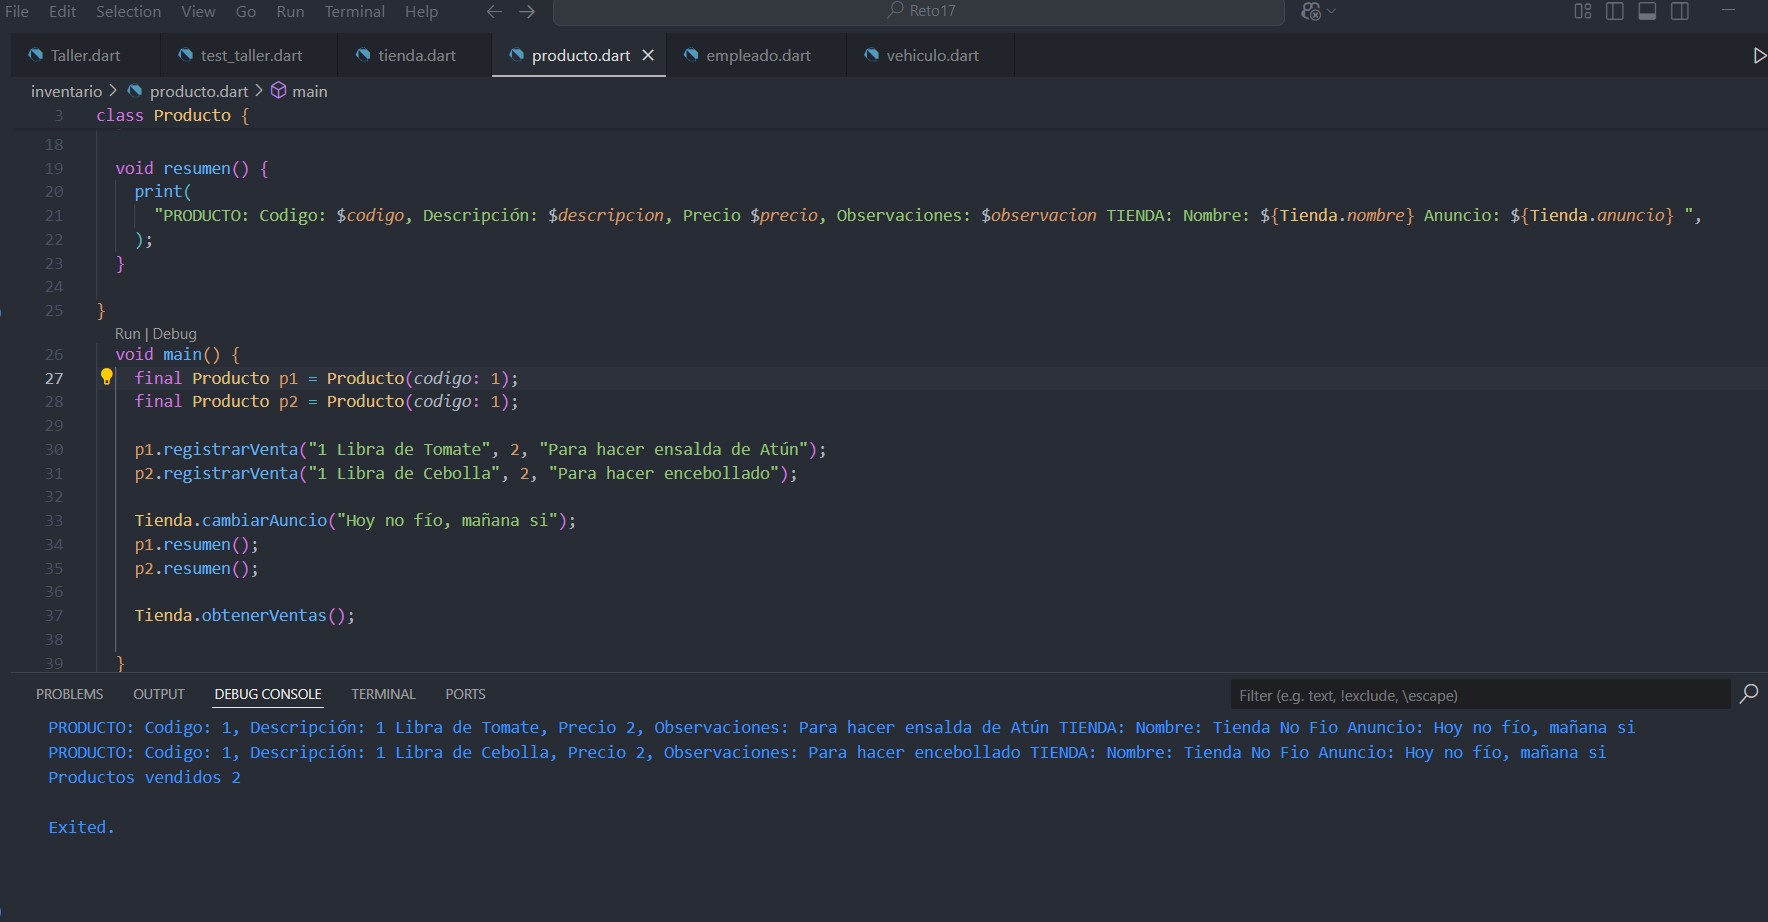 File Edit Selection View Go Run Terminal Help Reto17
Taller.dart test_taller.dart tienda.dart producto.dart empleado.dart vehiculo.dart
inventario > producto.dart > main
3 class Producto {
18
19 void resumen() {
20 print(
21 "PRODUCTO: Codigo: $codigo, Descripción: $descripcion, Precio $precio, Observaciones: $observacion TIENDA: Nombre: ${Tienda.nombre} Anuncio: ${Tienda.anuncio} ",
22 );
23 }
24
25 }
Run | Debug
26 void main() {
27 final Producto p1 = Producto(codigo: 1);
28 final Producto p2 = Producto(codigo: 1);
29
30 p1.registrarVenta("1 Libra de Tomate", 2, "Para hacer ensalda de Atún");
31 p2.registrarVenta("1 Libra de Cebolla", 2, "Para hacer encebollado");
32
33 Tienda.cambiarAuncio("Hoy no fío, mañana si");
34 p1.resumen();
35 p2.resumen();
36
37 Tienda.obtenerVentas();
38
39 }
PROBLEMS OUTPUT DEBUG CONSOLE TERMINAL PORTS Filter (e.g. text, !exclude, \escape)
PRODUCTO: Codigo: 1, Descripción: 1 Libra de Tomate, Precio 2, Observaciones: Para hacer ensalda de Atún TIENDA: Nombre: Tienda No Fio Anuncio: Hoy no fío, mañana si
PRODUCTO: Codigo: 1, Descripción: 1 Libra de Cebolla, Precio 2, Observaciones: Para hacer encebollado TIENDA: Nombre: Tienda No Fio Anuncio: Hoy no fío, mañana si
Productos vendidos 2
Exited.